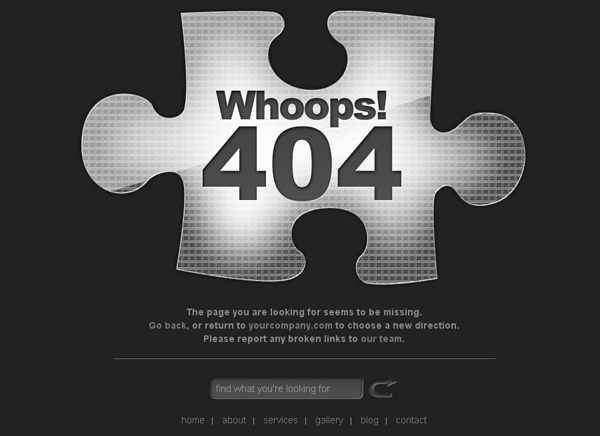 Whoops!
404
The page you are looking for seems to be missing.
Go back, or return to yourcompany.com to choose a new direction.
Please report any broken links to our team.
find what you're looking for
home | about | services | gallery | blog | contact